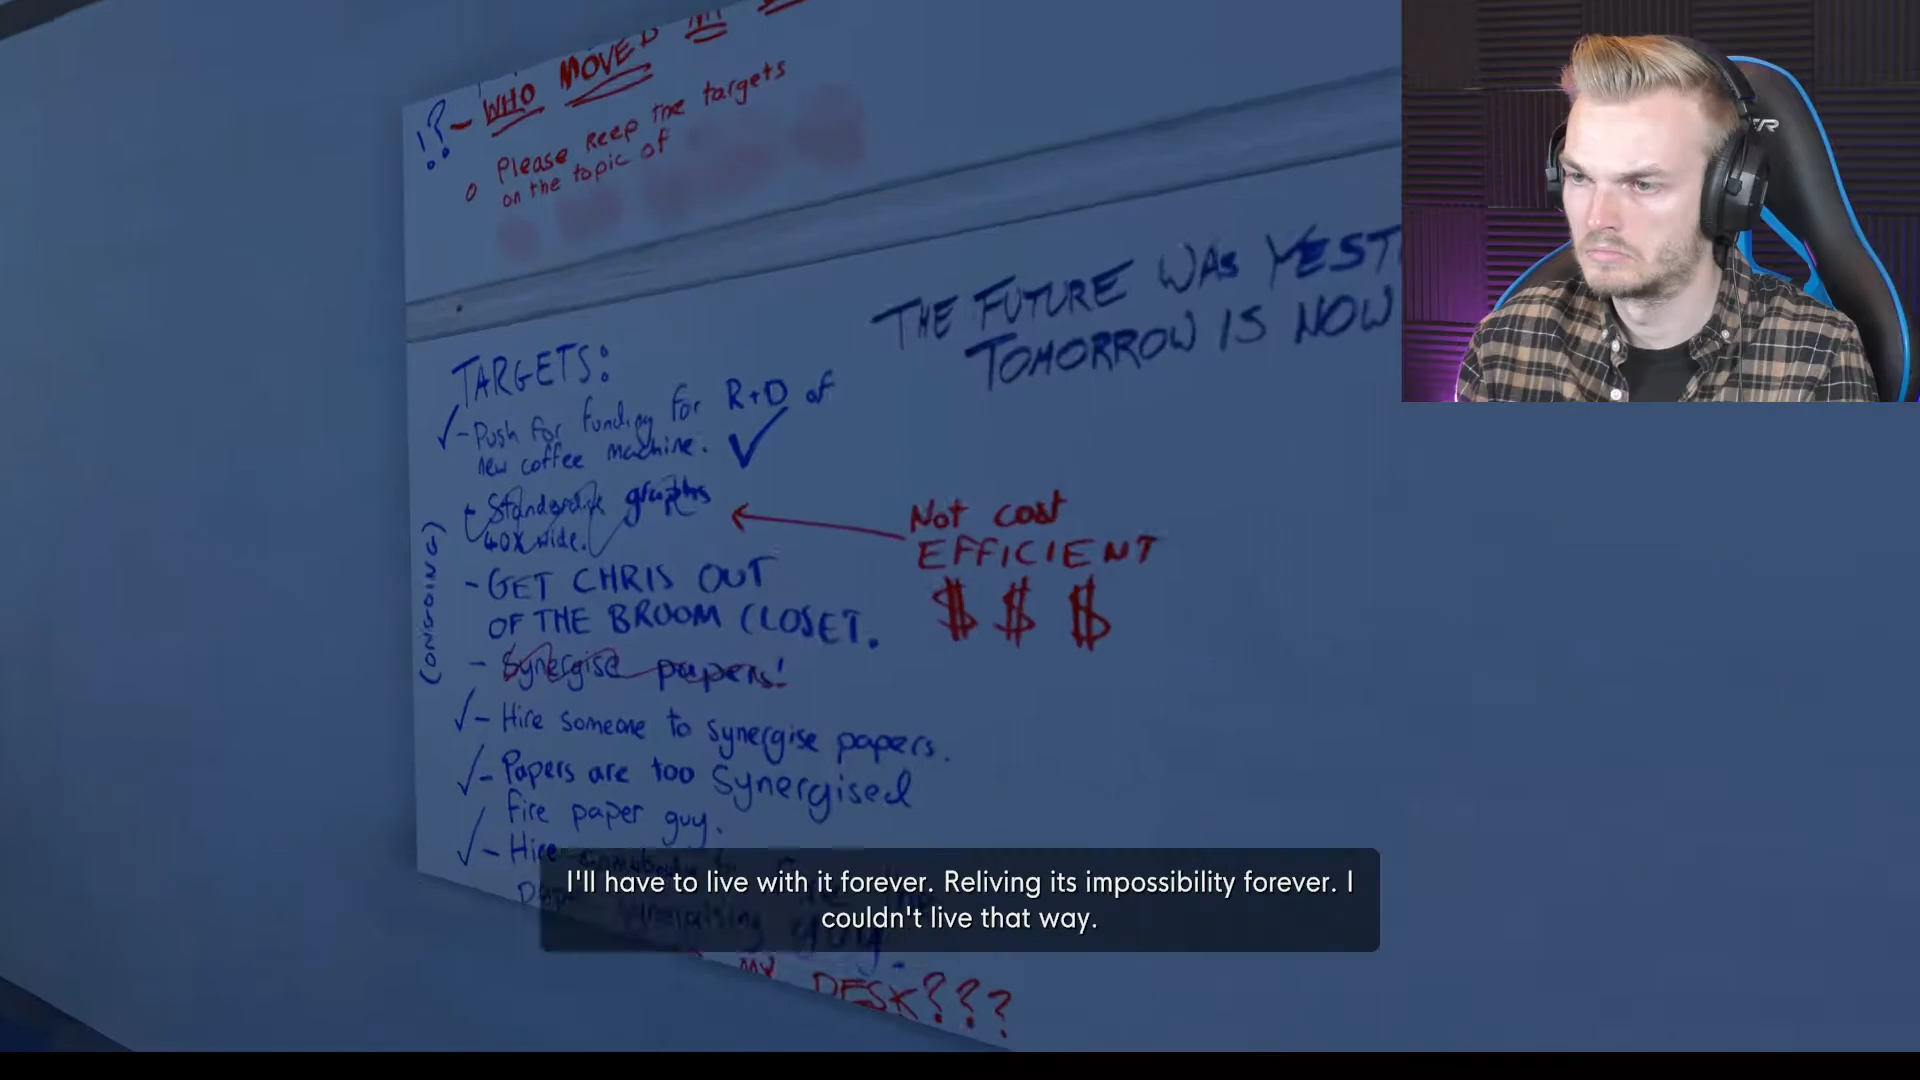 !?- WHO MOVED
o Please keep the targets
on the topic of
THE FUTURE WAS YEST
TOMORROW IS NOW
TARGETS:
✓- Push for funding for R+D of
new coffee machine. ✓
- Standardise graphs
40x wide.
Not cost
EFFICIENT
$ $ $
(ONGOING)
- GET CHRIS OUT
OF THE BROOM CLOSET.
- Synergise papers!
✓- Hire someone to synergise papers.
✓- Papers are too synergised
fire paper guy.
✓- Hire
I'll have to live with it forever. Reliving its impossibility forever. I
couldn't live that way.
MY DESK???